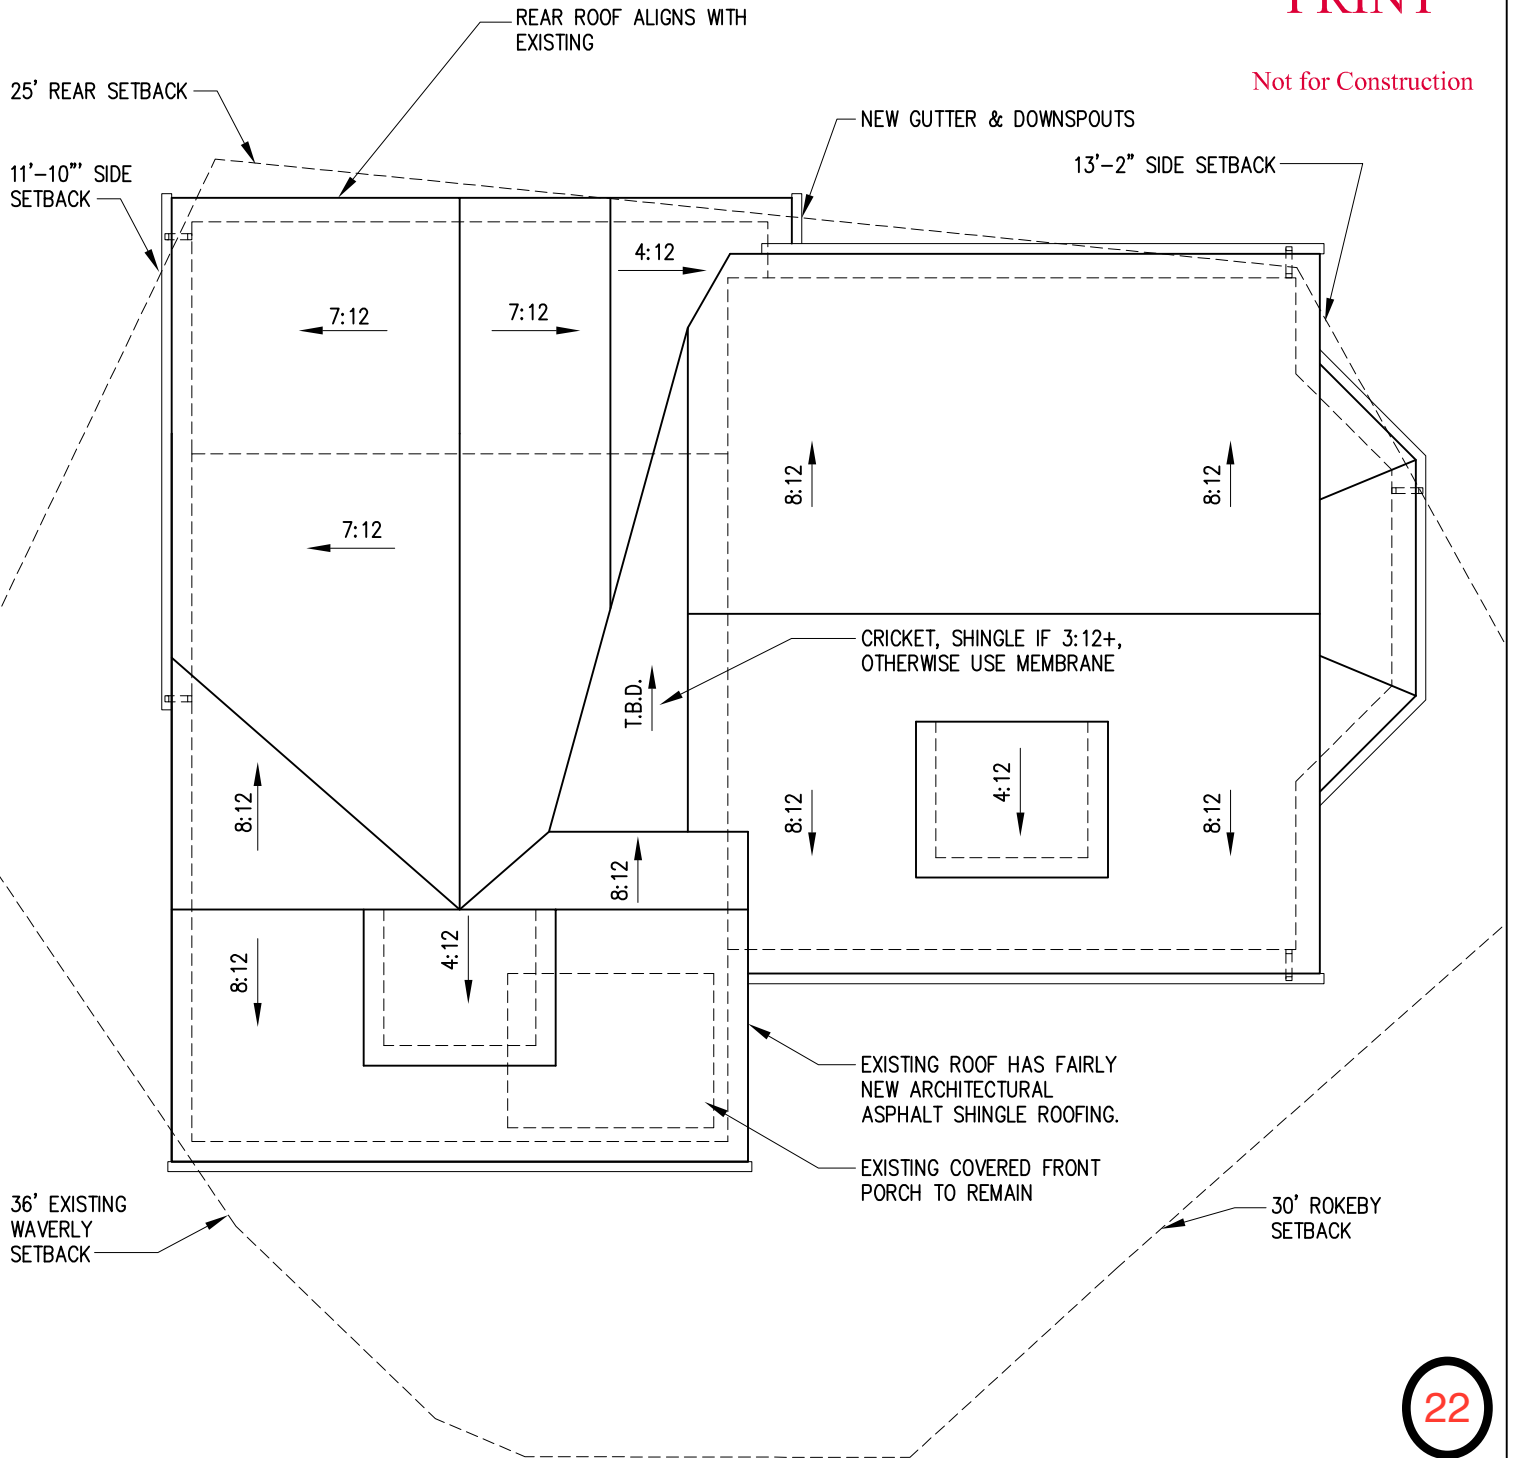 PRINT
Not for Construction
REAR ROOF ALIGNS WITH
EXISTING
25' REAR SETBACK
NEW GUTTER & DOWNSPOUTS
11'-10"' SIDE
SETBACK
13'-2" SIDE SETBACK
4:12
7:12
7:12
8:12
8:12
7:12
CRICKET, SHINGLE IF 3:12+,
OTHERWISE USE MEMBRANE
T.B.D.
8:12
8:12
4:12
8:12
8:12
8:12
4:12
EXISTING ROOF HAS FAIRLY
NEW ARCHITECTURAL
ASPHALT SHINGLE ROOFING.
EXISTING COVERED FRONT
PORCH TO REMAIN
36' EXISTING
WAVERLY
SETBACK
30' ROKEBY
SETBACK
22